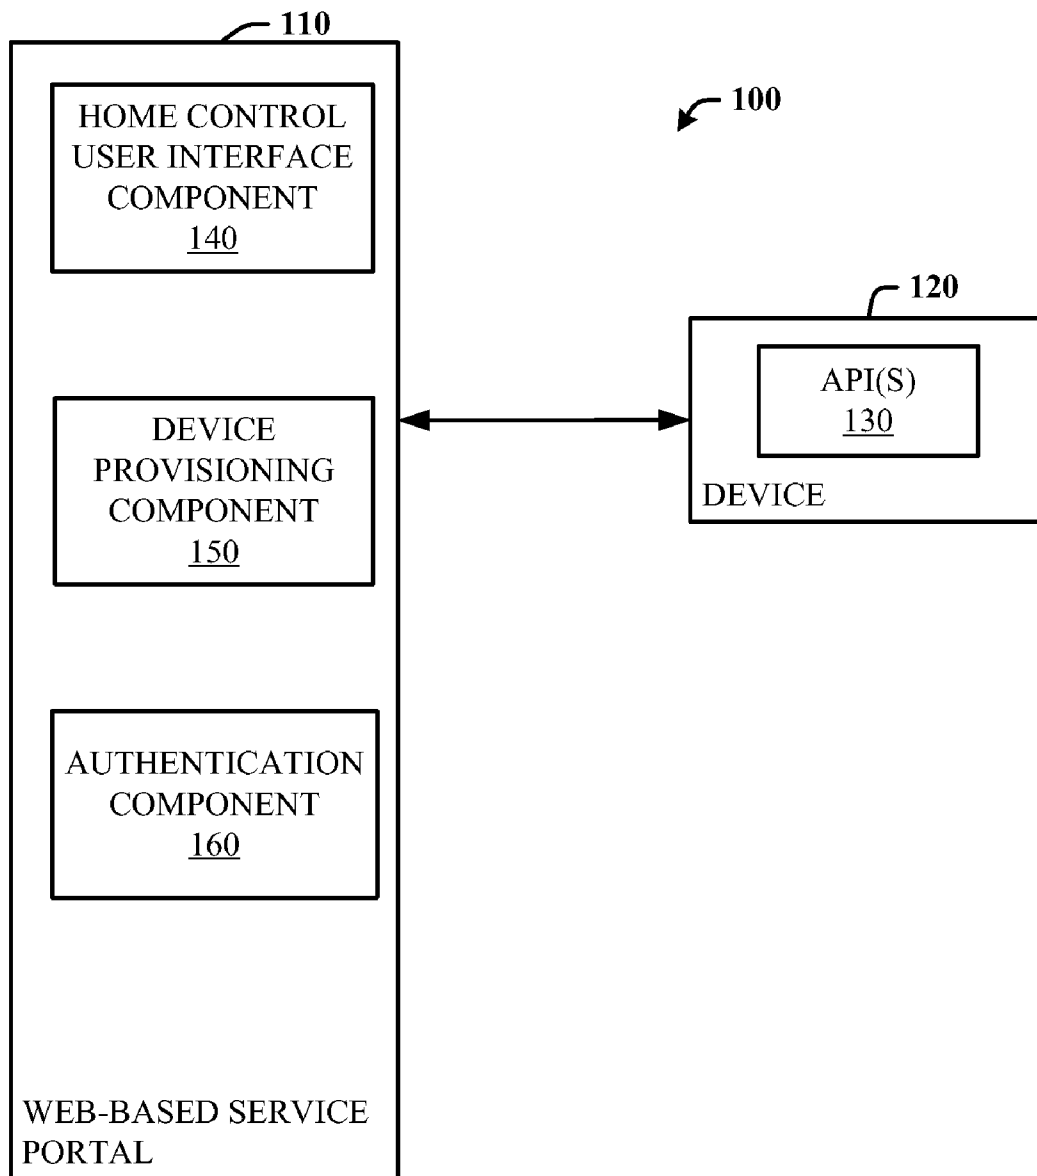 110
HOME CONTROL
USER INTERFACE
COMPONENT
140
100
120
API(S)
130
DEVICE
DEVICE
PROVISIONING
COMPONENT
150
AUTHENTICATION
COMPONENT
160
WEB-BASED SERVICE
PORTAL